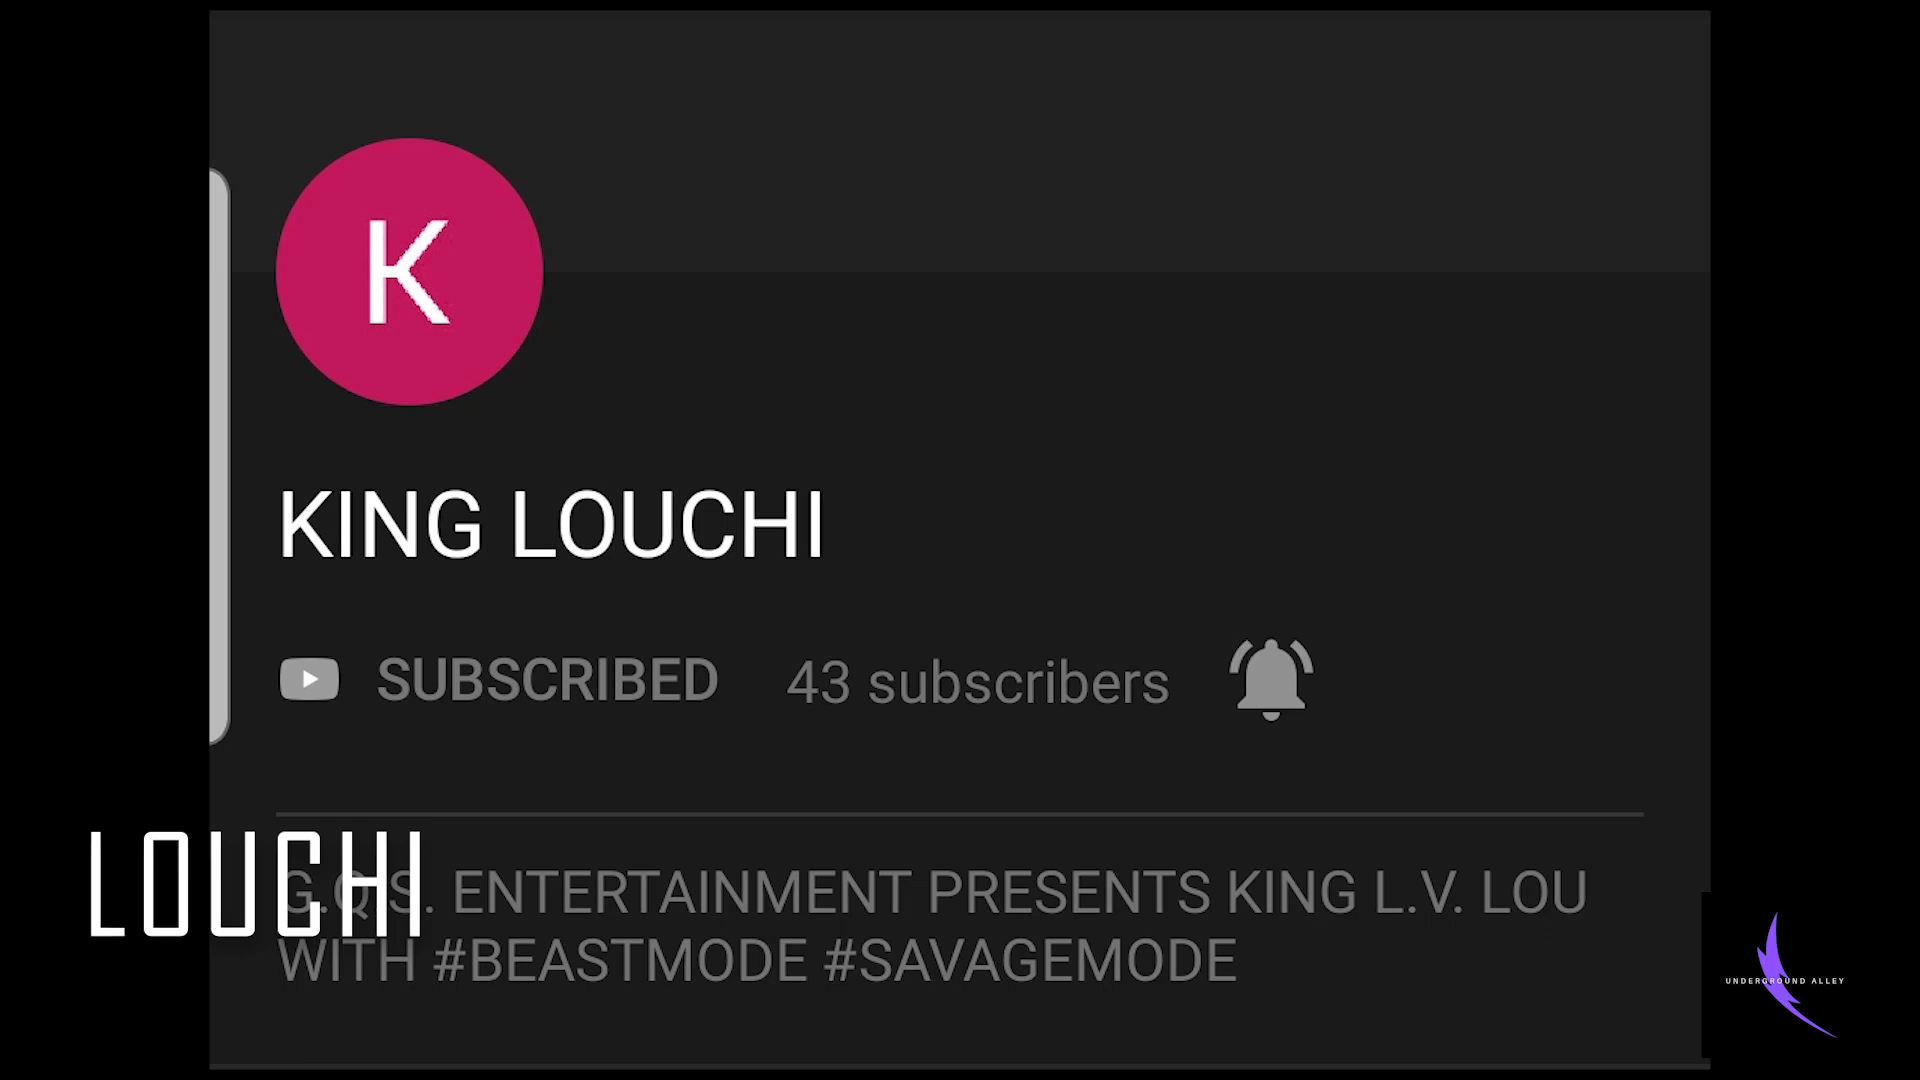 K
KING LOUCHI
SUBSCRIBED 43 subscribers
LOUCHI
G.Q.S. ENTERTAINMENT PRESENTS KING L.V. LOU
WITH #BEASTMODE #SAVAGEMODE
UNDERGROUND ALLEY